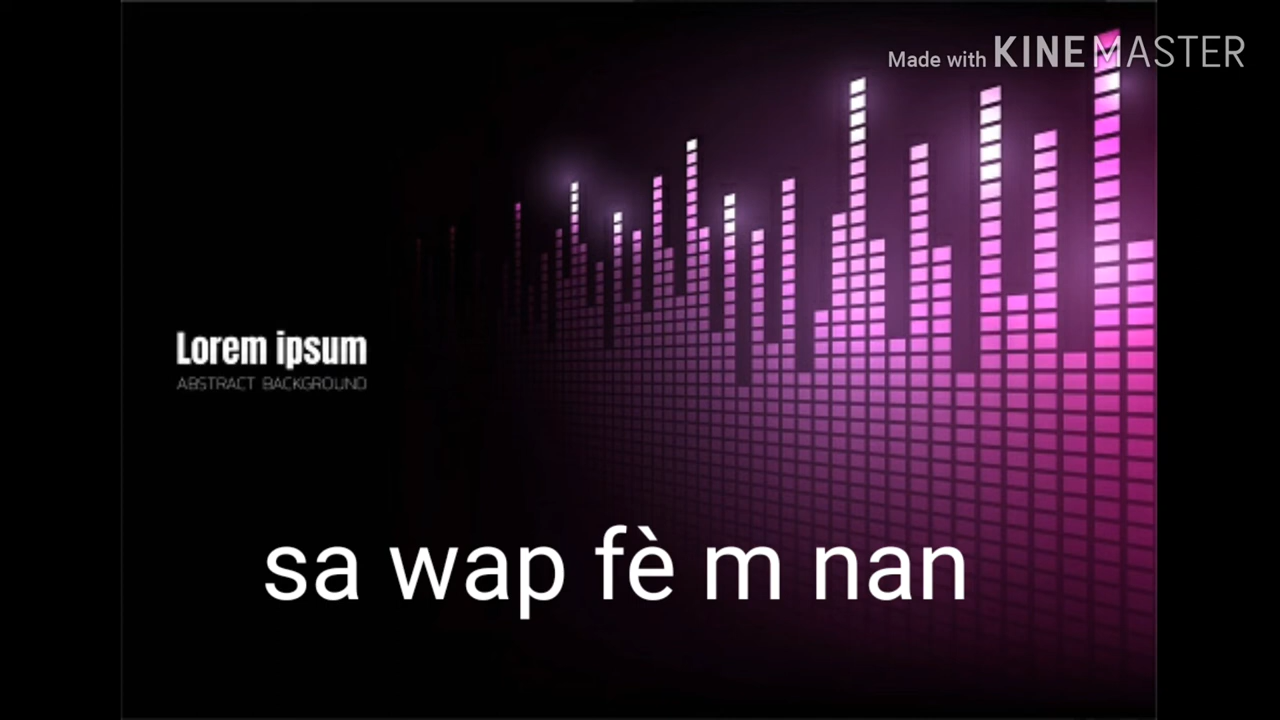 Made with KINEMASTER
Lorem ipsum
ABSTRACT BACKGROUND
sa wap fè m nan